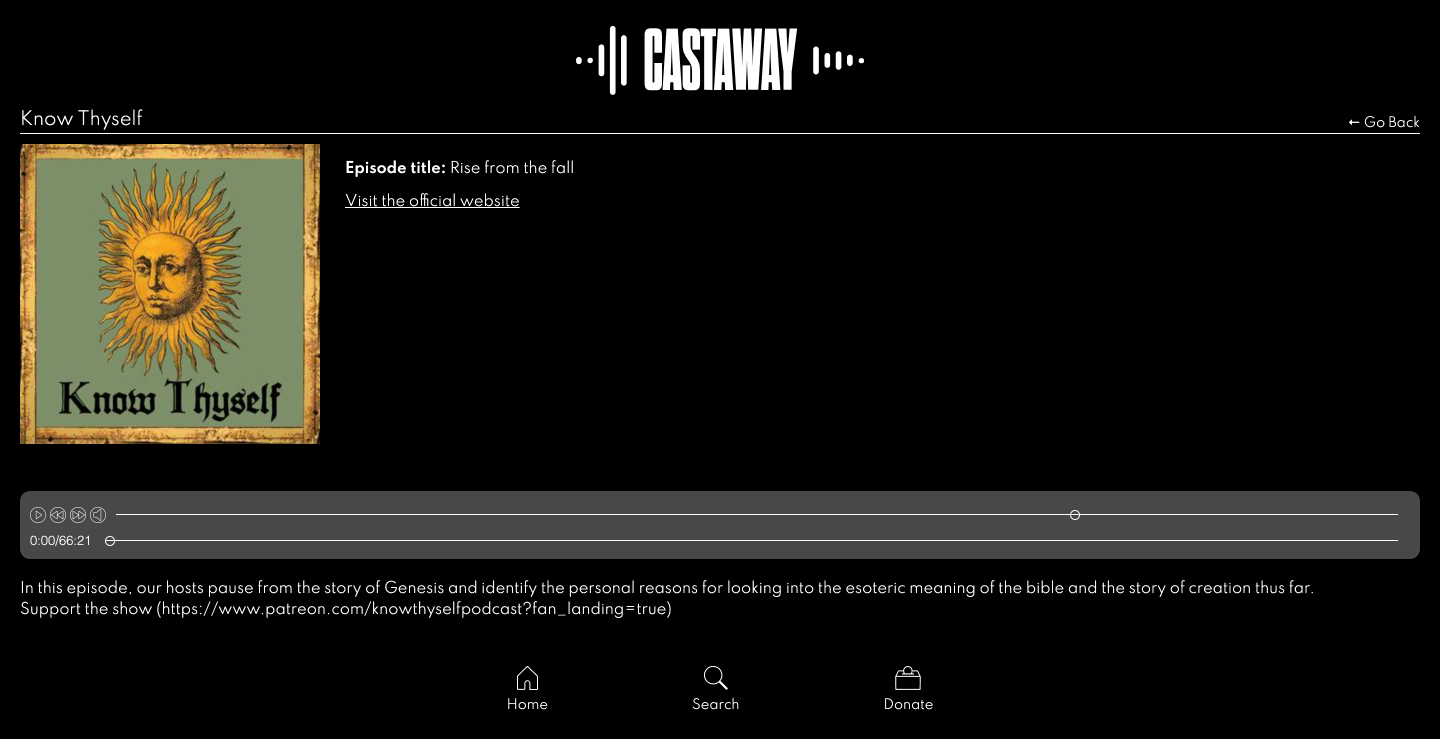 CASTAWAY
Know Thyself
← Go Back
Know Thyself
Episode title: Rise from the fall
Visit the official website
0:00/66:21
In this episode, our hosts pause from the story of Genesis and identify the personal reasons for looking into the esoteric meaning of the bible and the story of creation thus far.
Support the show (https://www.patreon.com/knowthyselfpodcast?fan_landing=true)
Home
Search
Donate